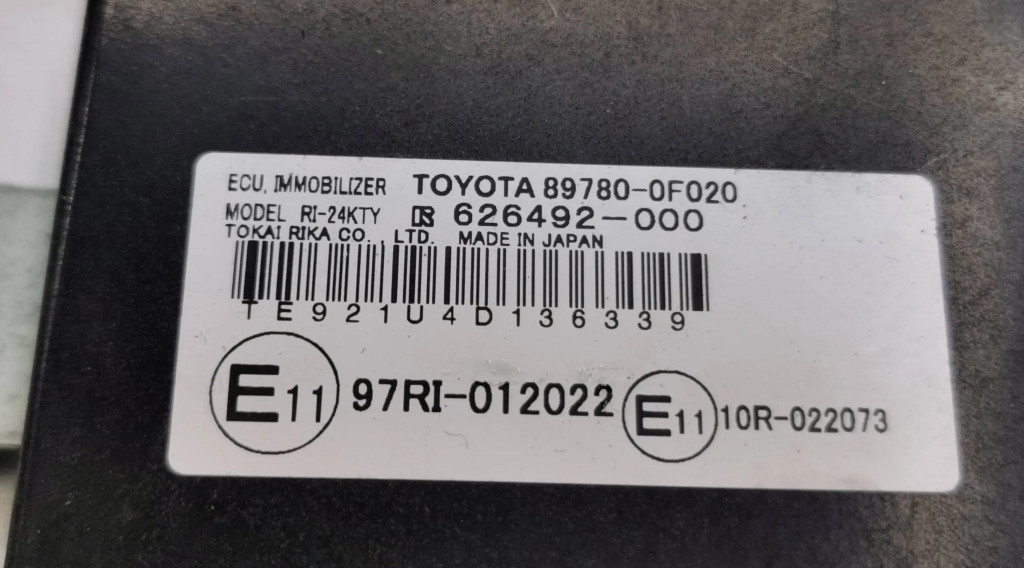 ECU, IMMOBILIZER TOYOTA 89780-0F020
MODEL RI-24KTY 626492-000
TOKAI RIKA CO., LTD. MADE IN JAPAN
TE921U4D136339
E11 97RI-012022 E11 10R-022073